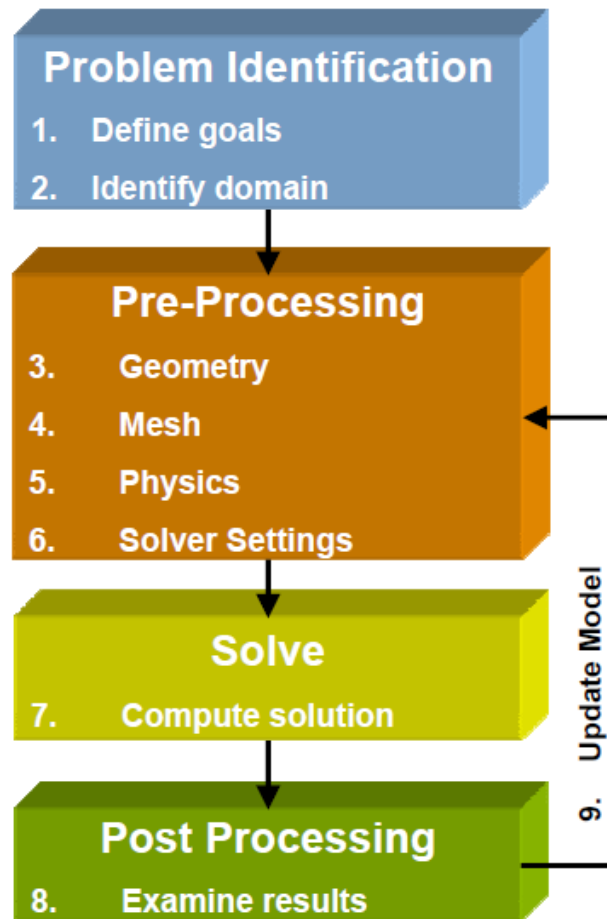 Problem Identification
1. Define goals
2. Identify domain
Pre-Processing
3. Geometry
4. Mesh
5. Physics
6. Solver Settings
Solve
7. Compute solution
Post Processing
8. Examine results
9. Update Model